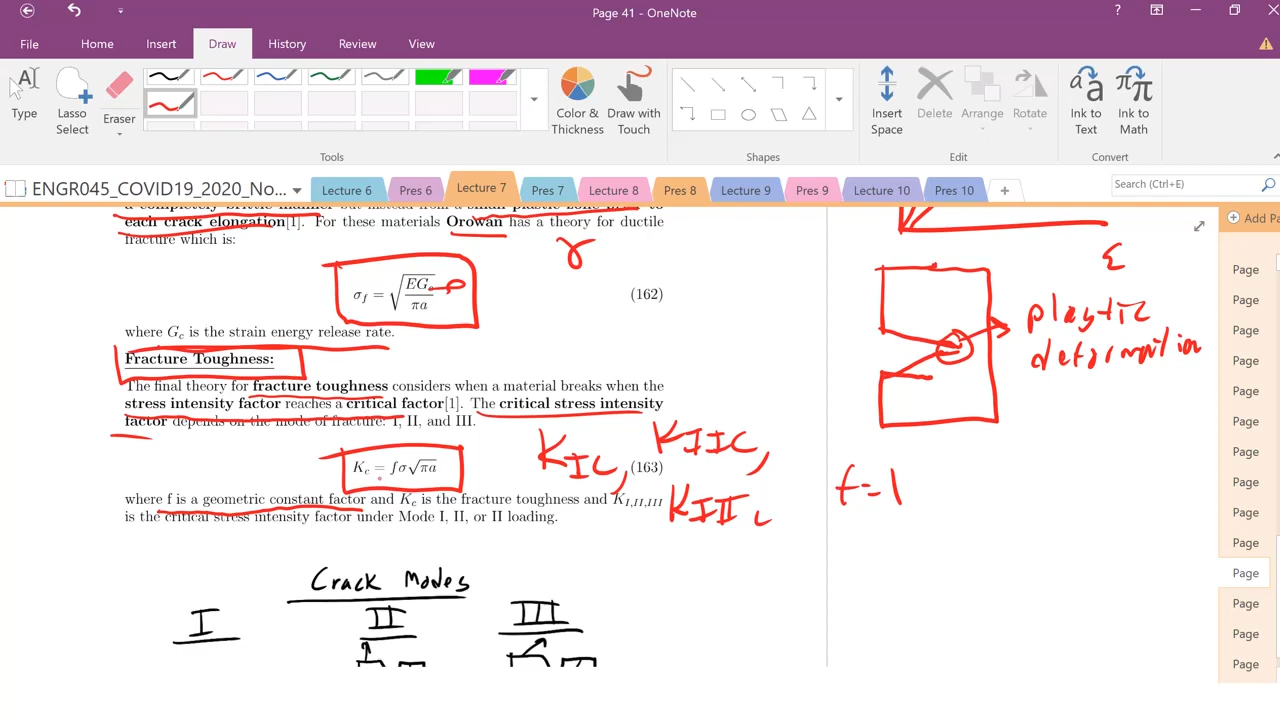 Page 41 - OneNote
?
File Home Insert Draw History Review View
Type
Lasso Select
Eraser
Color & Thickness
Draw with Touch
Insert Space
Delete
Arrange
Rotate
Ink to Text
Ink to Math
Tools Shapes Edit Convert
ENGR045_COVID19_2020_No...
Lecture 6 Pres 6 Lecture 7 Pres 7 Lecture 8 Pres 8 Lecture 9 Pres 9 Lecture 10 Pres 10
Search (Ctrl+E)
Add Pa
a completely brittle manner but instead form a small plastic zone
each crack elongation[1]. For these materials Orowan has a theory for ductile
fracture which is:
γ
σf = √(EGc/πa) (162)
where Gc is the strain energy release rate.
Fracture Toughness:
The final theory for fracture toughness considers when a material breaks when the
stress intensity factor reaches a critical factor[1]. The critical stress intensity
factor depends on the mode of fracture: I, II, and III.
Kc = fσ√πa (163)
KIC, KIIC,
KIIIC
where f is a geometric constant factor and Kc is the fracture toughness and KI,II,III
is the critical stress intensity factor under Mode I, II, or II loading.
Crack Modes
I II III
ε
plastic
deformation
f=1
Page
Page
Page
Page
Page
Page
Page
Page
Page
Page
Page
Page
Page
Page